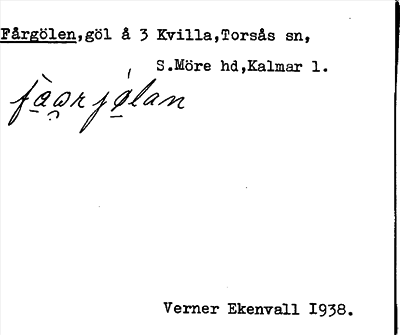 Fårgölen,göl å 3 Kvilla,Torsås sn,
S.Möre hd,Kalmar l.
Verner Ekenvall I938.